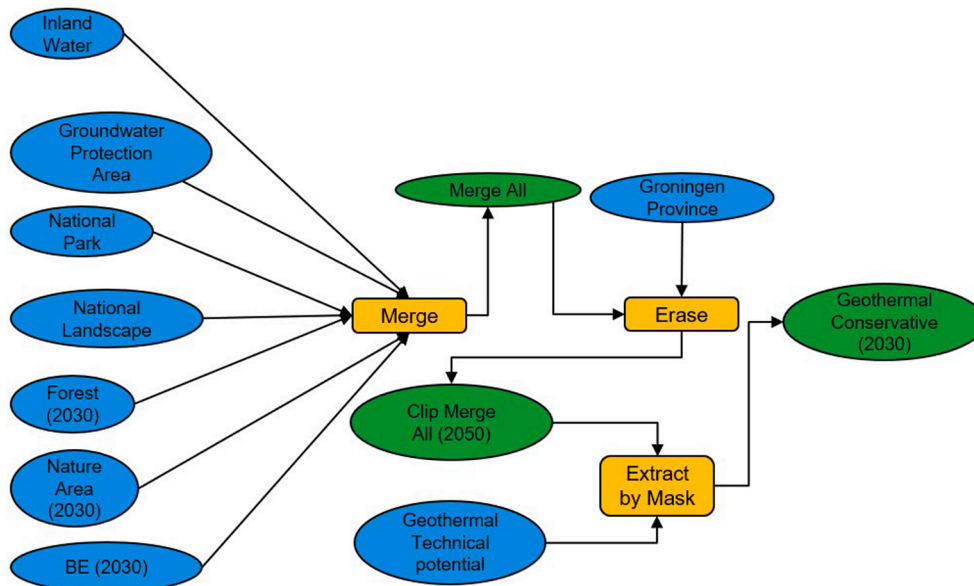 Inland
Water
Groundwater
Protection
Area
National
Park
National
Landscape
Forest
(2030)
Nature
Area
(2030)
BE (2030)
Merge
Merge All
Groningen
Province
Erase
Clip Merge
All (2050)
Geothermal
Technical
potential
Extract
by Mask
Geothermal
Conservative
(2030)